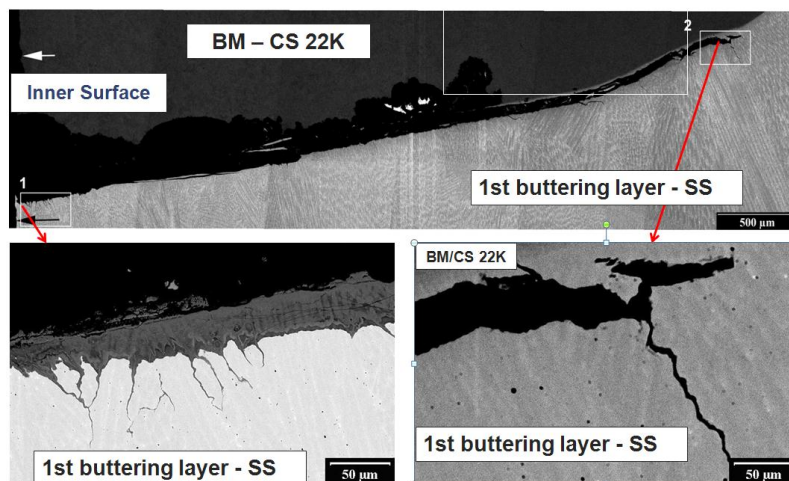 BM – CS 22K
2
Inner Surface
1st buttering layer - SS
1
500 µm
BM/CS 22K
1st buttering layer - SS
50 µm
1st buttering layer - SS
50 µm